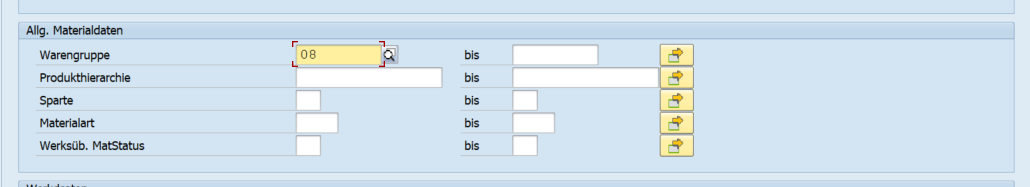 Allg. Materialdaten
Warengruppe 08 bis
Produkthierarchie bis
Sparte bis
Materialart bis
Werksüb. MatStatus bis